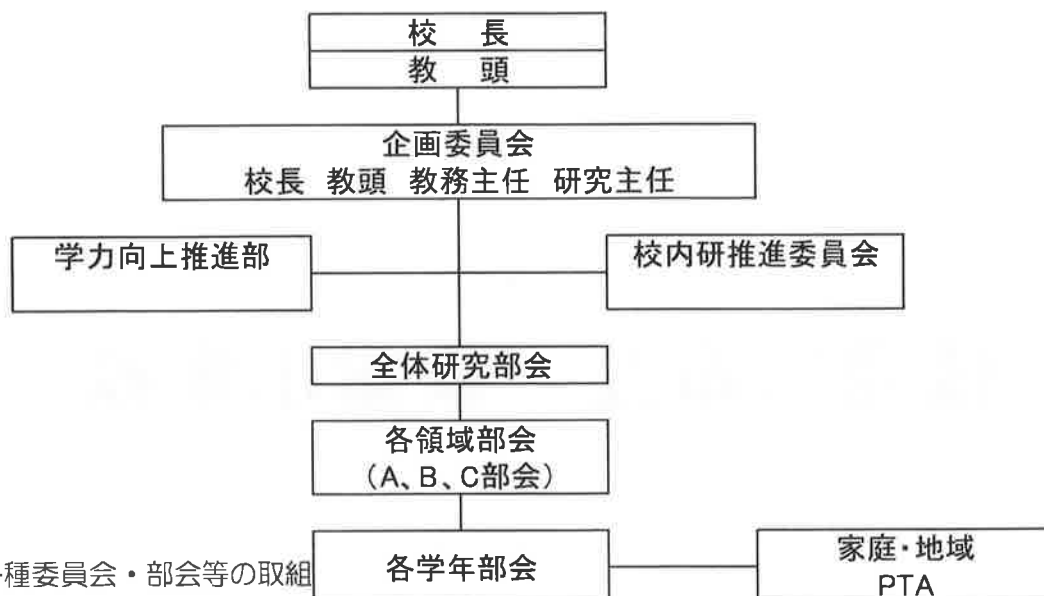 校　長
教　頭
企画委員会
校長 教頭 教務主任 研究主任
学力向上推進部
校内研推進委員会
全体研究部会
各領域部会
（A、B、C部会）
種委員会・部会等の取組
各学年部会
家庭・地域
PTA